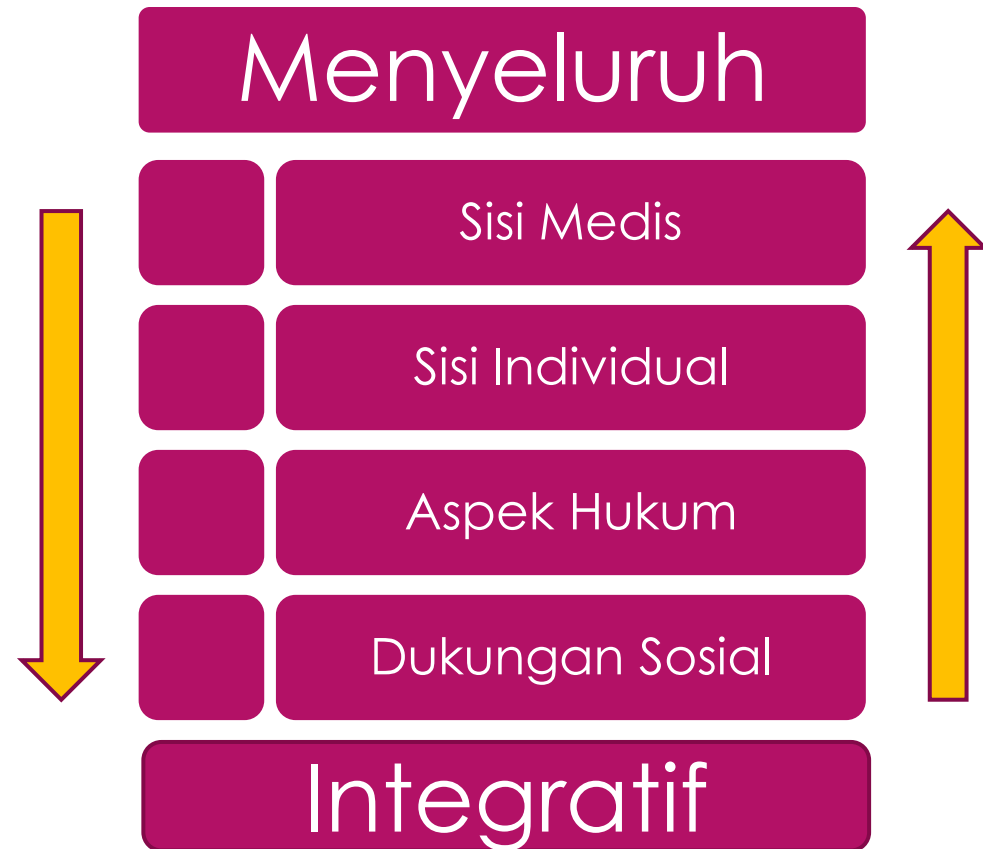 Menyeluruh
Sisi Medis
Sisi Individual
Aspek Hukum
Dukungan Sosial
Integratif